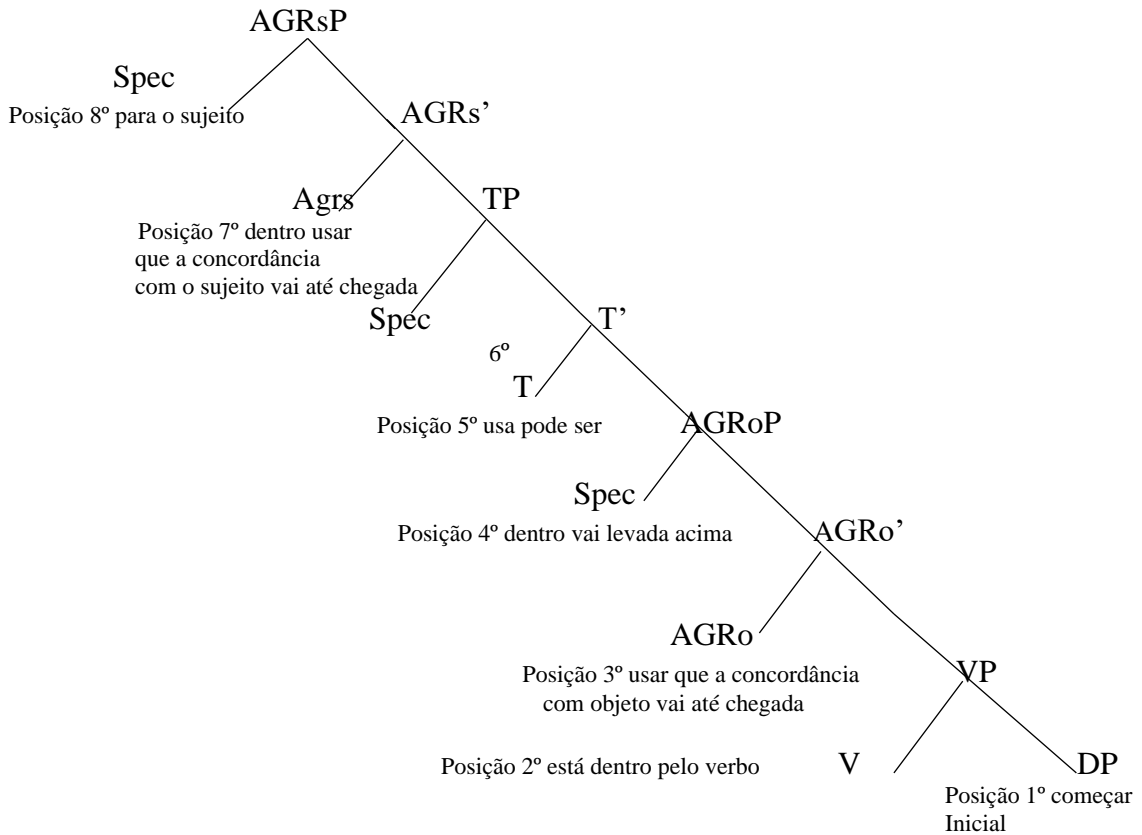 AGRsP
Spec
Posição 8º para o sujeito
AGRs’
Agrs
TP
Posição 7º dentro usar
que a concordância
com o sujeito vai até chegada
Spec
T’
6º
T
Posição 5º usa pode ser
AGRoP
Spec
Posição 4º dentro vai levada acima
AGRo’
AGRo
Posição 3º usar que a concordância
com objeto vai até chegada
VP
Posição 2º está dentro pelo verbo
V
DP
Posição 1º começar
Inicial